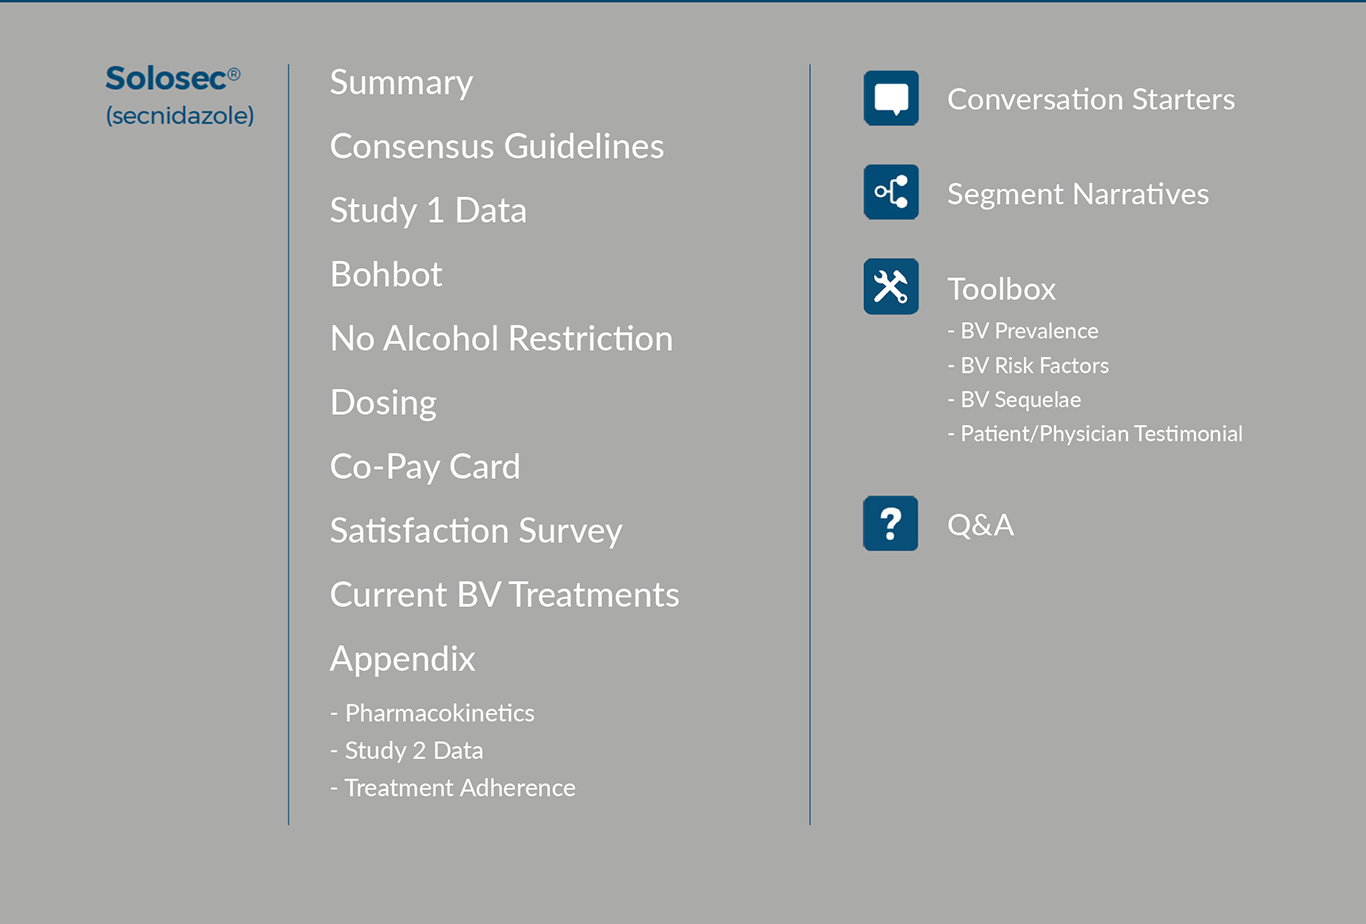 Solosec®
(secnidazole)
Summary
Consensus Guidelines
Study 1 Data
Bohbot
No Alcohol Restriction
Dosing
Co-Pay Card
Satisfaction Survey
Current BV Treatments
Appendix
- Pharmacokinetics
- Study 2 Data
- Treatment Adherence
Conversation Starters
Segment Narratives
Toolbox
- BV Prevalence
- BV Risk Factors
- BV Sequelae
- Patient/Physician Testimonial
?
Q&A